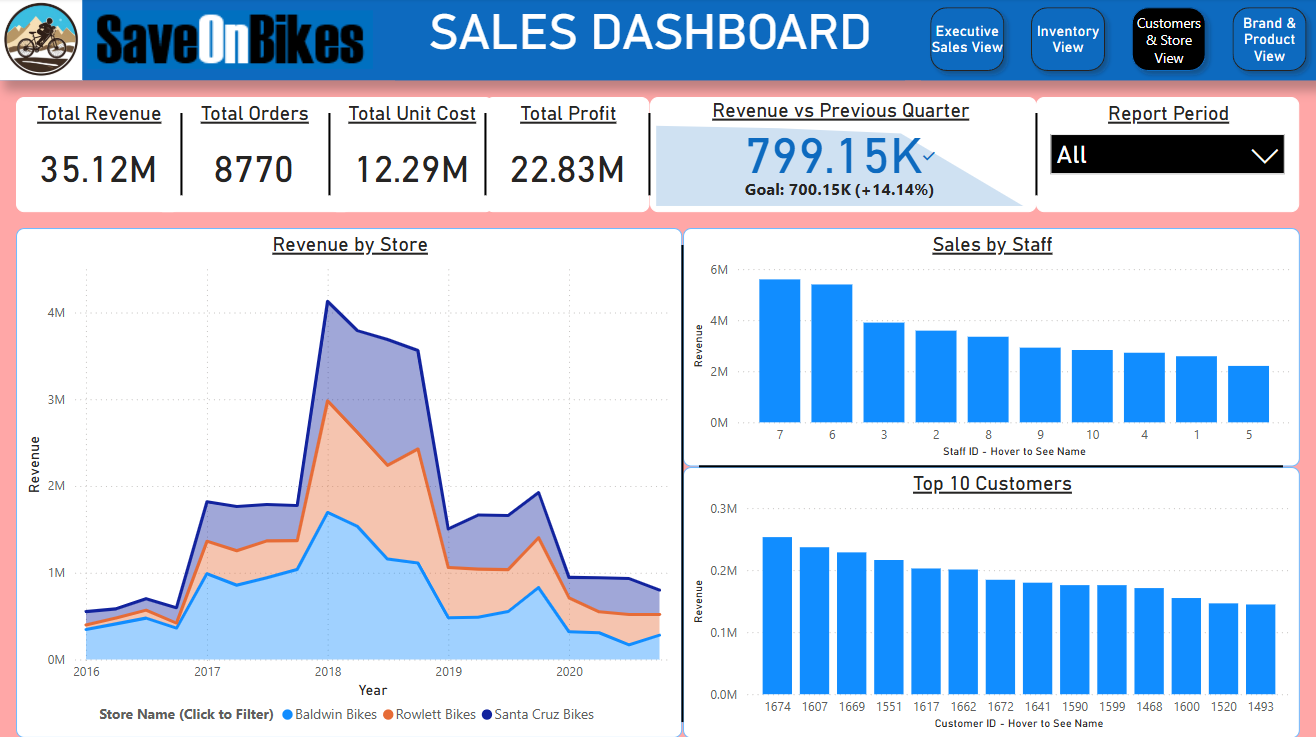 SaveOnBikes
SALES DASHBOARD
Executive
Sales View
Inventory
View
Customers
& Store
View
Brand &
Product
View
Total Revenue
35.12M
Total Orders
8770
Total Unit Cost
12.29M
Total Profit
22.83M
Revenue vs Previous Quarter
799.15K
Goal: 700.15K (+14.14%)
Report Period
All
Revenue by Store
Revenue
4M
3M
2M
1M
0M
2016 2017 2018 2019 2020
Year
Store Name (Click to Filter) Baldwin Bikes Rowlett Bikes Santa Cruz Bikes
Sales by Staff
Revenue
6M
4M
2M
0M
7 6 3 2 8 9 10 4 1 5
Staff ID - Hover to See Name
Top 10 Customers
Revenue
0.3M
0.2M
0.1M
0.0M
1674 1607 1669 1551 1617 1662 1672 1641 1590 1599 1468 1600 1520 1493
Customer ID - Hover to See Name